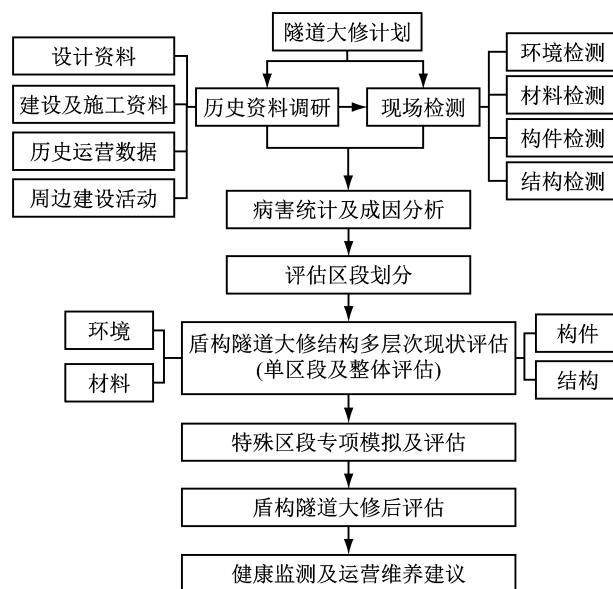 隧道大修计划
设计资料
建设及施工资料
历史运营数据
周边建设活动
历史资料调研
现场检测
环境检测
材料检测
构件检测
结构检测
病害统计及成因分析
评估区段划分
环境
材料
盾构隧道大修结构多层次现状评估
(单区段及整体评估)
构件
结构
特殊区段专项模拟及评估
盾构隧道大修后评估
健康监测及运营维养建议